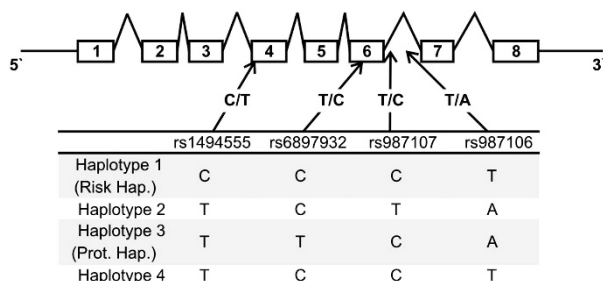 1 2 3 4 5 6 7 8
5` 3`
C/T T/C T/C T/A
rs1494555 rs6897932 rs987107 rs987106
Haplotype 1
(Risk Hap.) C C C T
Haplotype 2 T C T A
Haplotype 3
(Prot. Hap.) T T C A
Haplotype 4 T C C T